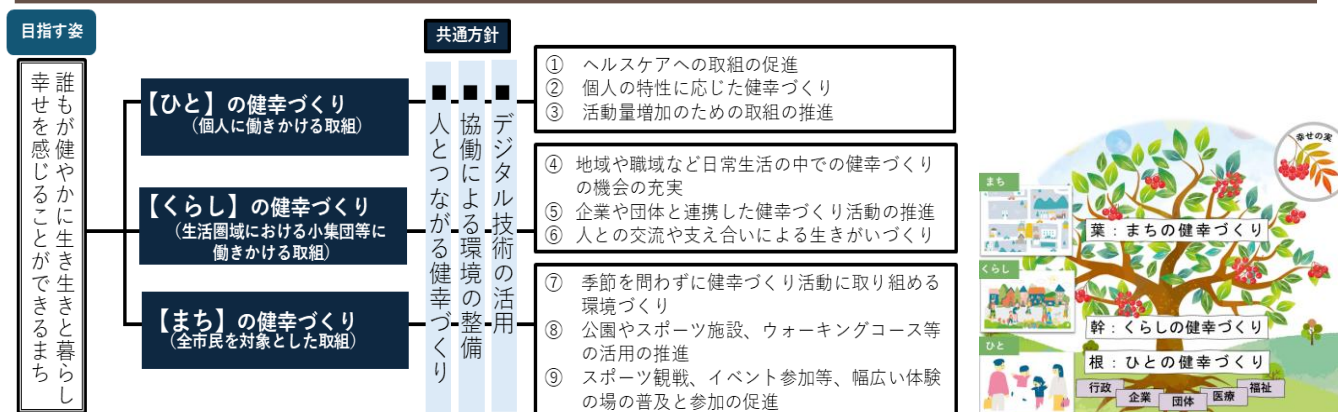 目指す姿
誰もが健やかに生き生きと暮らし
幸せを感じることができるまち
【ひと】の健幸づくり
(個人に働きかける取組)
【くらし】の健幸づくり
(生活圏域における小集団等に
働きかける取組)
【まち】の健幸づくり
(全市民を対象とした取組)
共通方針
■デジタル技術の活用
■協働による環境の整備
■人とつながる健幸づくり
① ヘルスケアへの取組の促進
② 個人の特性に応じた健幸づくり
③ 活動量増加のための取組の推進
④ 地域や職域など日常生活の中での健幸づくり
の機会の充実
⑤ 企業や団体と連携した健幸づくり活動の推進
⑥ 人との交流や支え合いによる生きがいづくり
⑦ 季節を問わずに健幸づくり活動に取り組める
環境づくり
⑧ 公園やスポーツ施設、ウォーキングコース等
の活用の推進
⑨ スポーツ観戦、イベント参加等、幅広い体験
の場の普及と参加の促進
幸せの実
まち
葉：まちの健幸づくり
くらし
幹：くらしの健幸づくり
ひと
根：ひとの健幸づくり
行政
企業
団体
医療
福祉